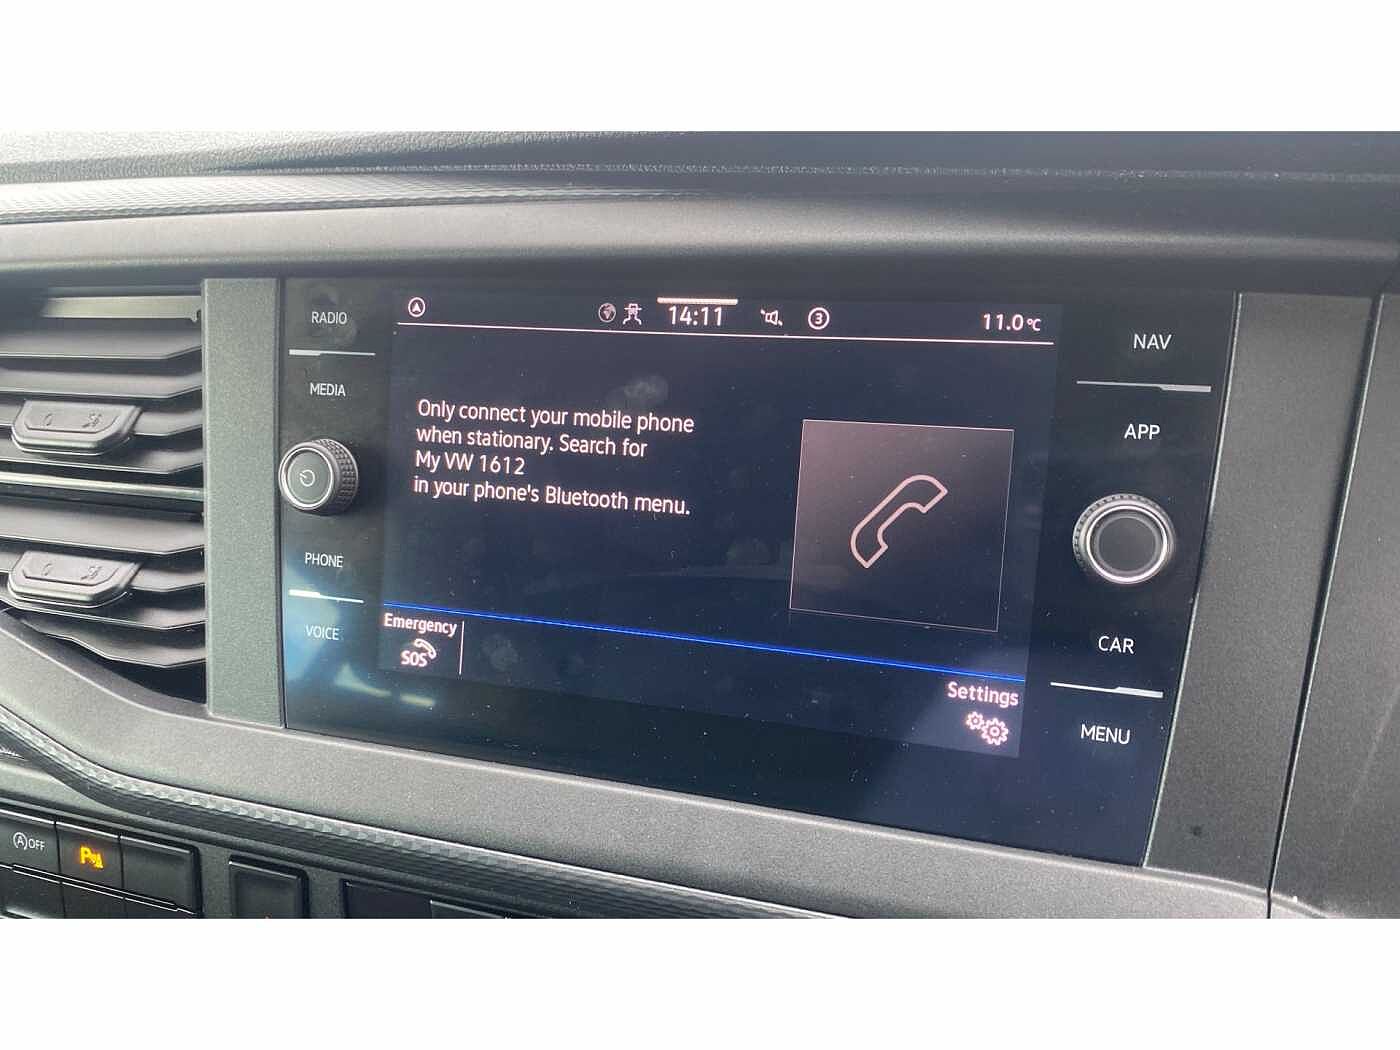 RADIO
MEDIA
PHONE
VOICE
14:11
3
11.0°C
Only connect your mobile phone
when stationary. Search for
My VW 1612
in your phone's Bluetooth menu.
Emergency
SOS
Settings
NAV
APP
CAR
MENU
A OFF
P